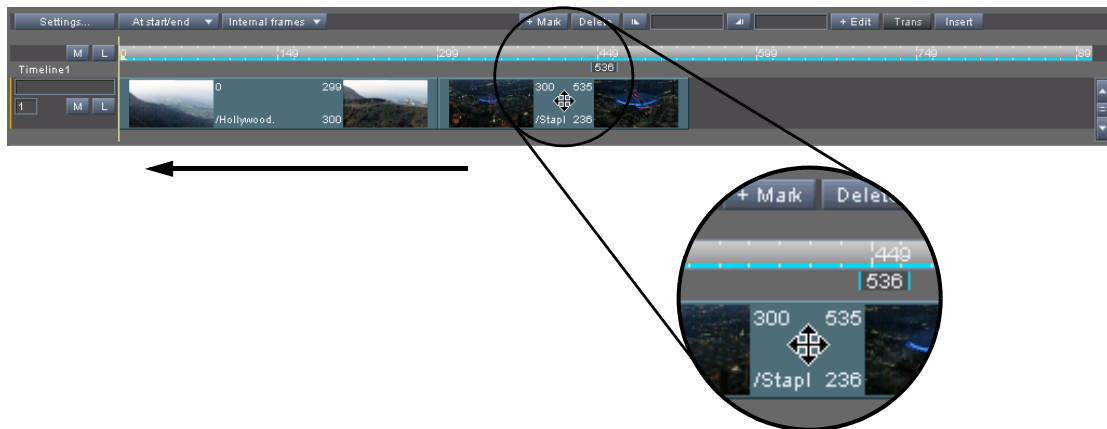 Settings... At start/end Internal frames + Mark Delete + Edit Trans Insert
M L 0 149 299 449 599 749 89
Timeline1 536
0 299 300 535
1 M L /Hollywood. 300 /Stapl 236
+ Mark Delet
449
536
300 535
/Stapl 236